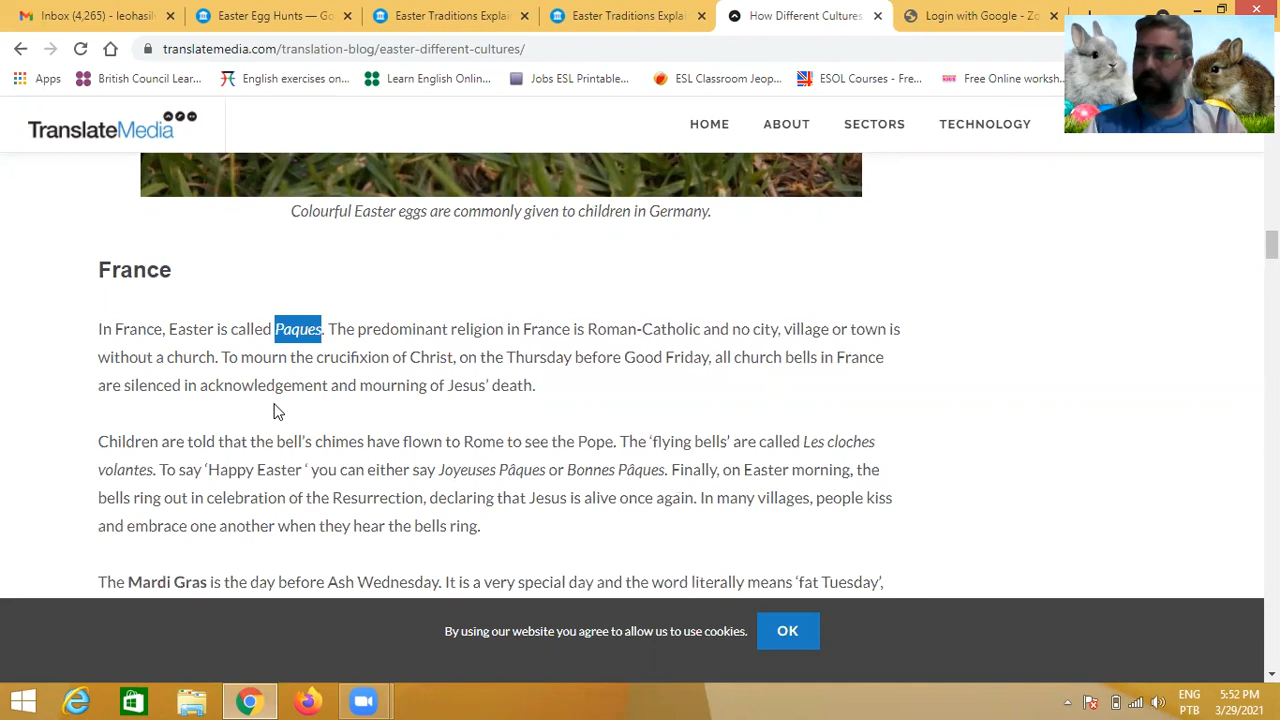 Inbox (4,265) - leohasil
Easter Egg Hunts — Go
Easter Traditions Explai
Easter Traditions Expla
How Different Cultures
Login with Google - Zo
translatemedia.com/translation-blog/easter-different-cultures/
Apps
British Council Lear...
English exercises on...
Learn English Onlin...
Jobs ESL Printable...
ESL Classroom Jeop...
ESOL Courses - Fre...
Free Online worksh...
TranslateMedia
HOME
ABOUT
SECTORS
TECHNOLOGY
Colourful Easter eggs are commonly given to children in Germany.
France
In France, Easter is called Paques. The predominant religion in France is Roman-Catholic and no city, village or town is
without a church. To mourn the crucifixion of Christ, on the Thursday before Good Friday, all church bells in France
are silenced in acknowledgement and mourning of Jesus’ death.
Children are told that the bell’s chimes have flown to Rome to see the Pope. The ‘flying bells’ are called Les cloches
volantes. To say ‘Happy Easter ‘ you can either say Joyeuses Pâques or Bonnes Pâques. Finally, on Easter morning, the
bells ring out in celebration of the Resurrection, declaring that Jesus is alive once again. In many villages, people kiss
and embrace one another when they hear the bells ring.
The Mardi Gras is the day before Ash Wednesday. It is a very special day and the word literally means ‘fat Tuesday’,
By using our website you agree to allow us to use cookies.
OK
ENG
PTB
5:52 PM
3/29/2021